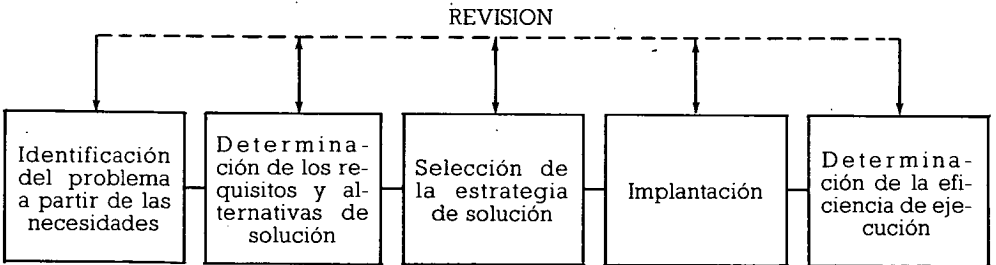 REVISION
Identificación
del problema
a partir de las
necesidades
Determina-
ción de los re-
quisitos y al-
ternativas de
solución
Selección de
la estrategia
de solución
Implantación
Determina-
ción de la efi-
ciencia de eje-
cución